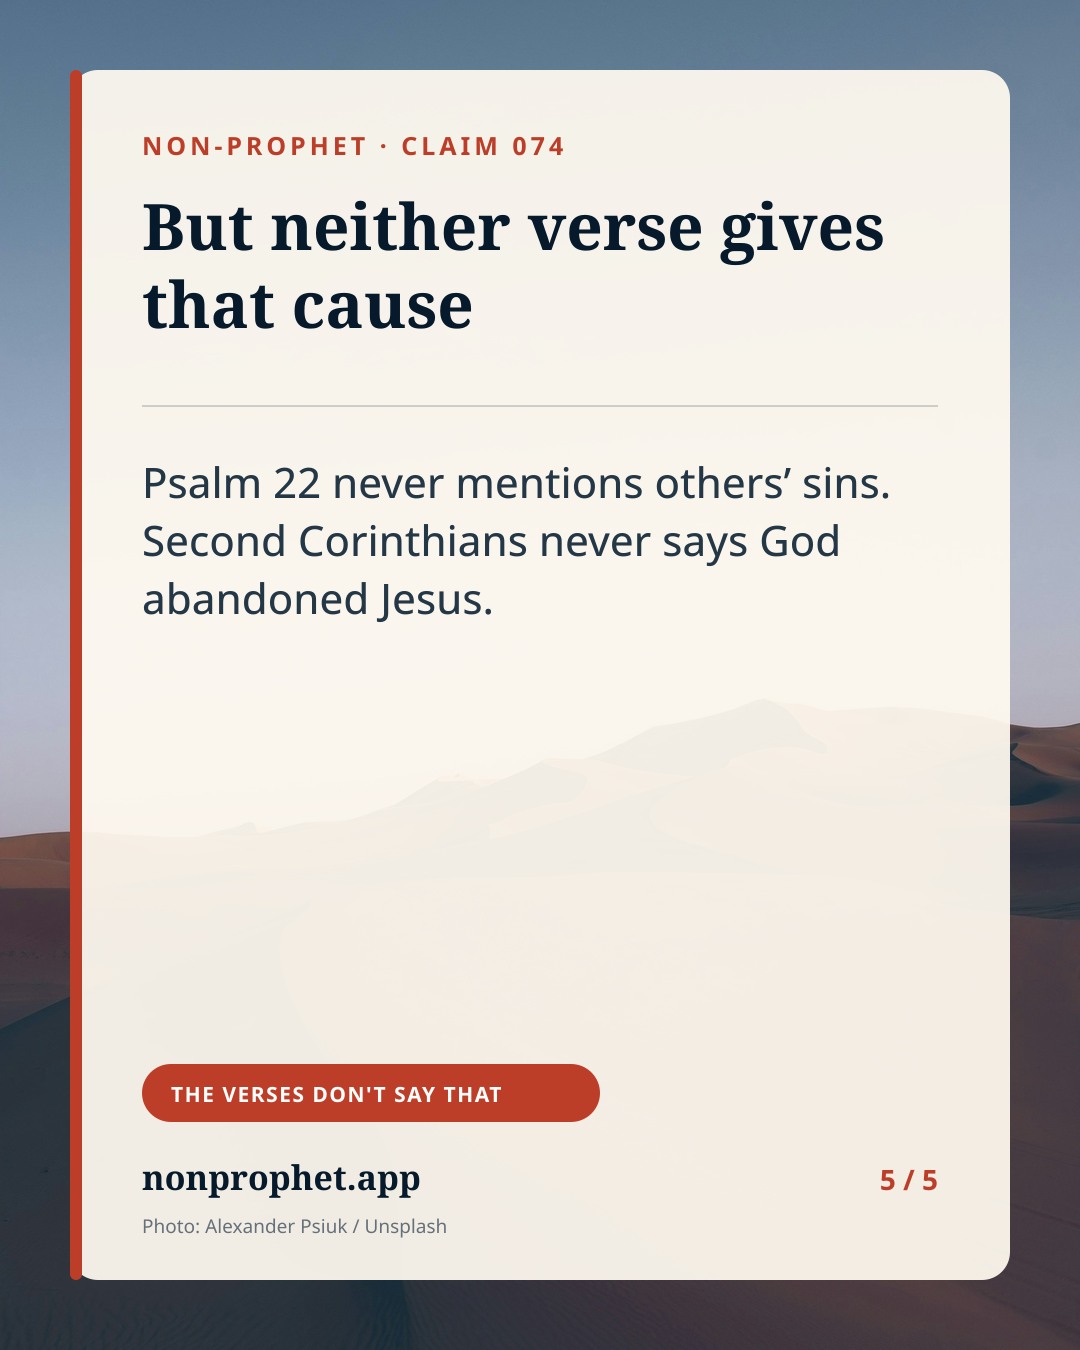 NON-PROPHET · CLAIM 074
But neither verse gives
that cause
Psalm 22 never mentions others’ sins.
Second Corinthians never says God
abandoned Jesus.
THE VERSES DON'T SAY THAT
nonprophet.app
5 / 5
Photo: Alexander Psiuk / Unsplash